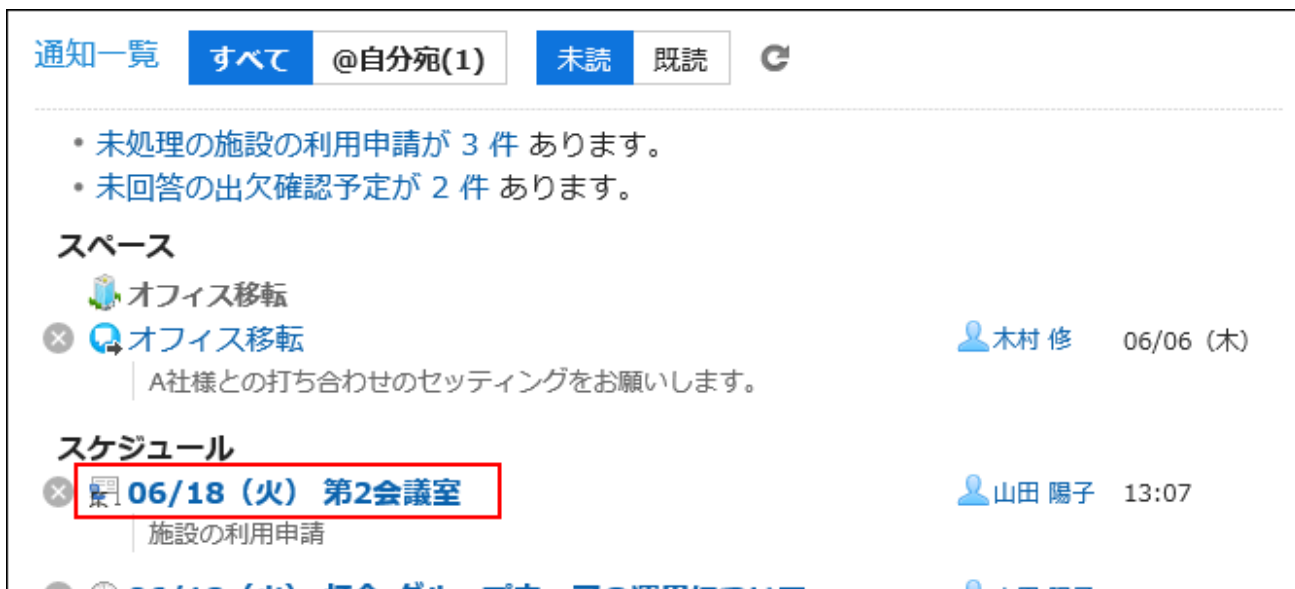 通知一覧 すべて @自分宛(1) 未読 既読
・未処理の施設の利用申請が 3 件 あります。
・未回答の出欠確認予定が 2 件 あります。
スペース
オフィス移転
オフィス移転 木村 修 06/06（木）
A社様との打ち合わせのセッティングをお願いします。
スケジュール
06/18（火） 第2会議室 山田 陽子 13:07
施設の利用申請